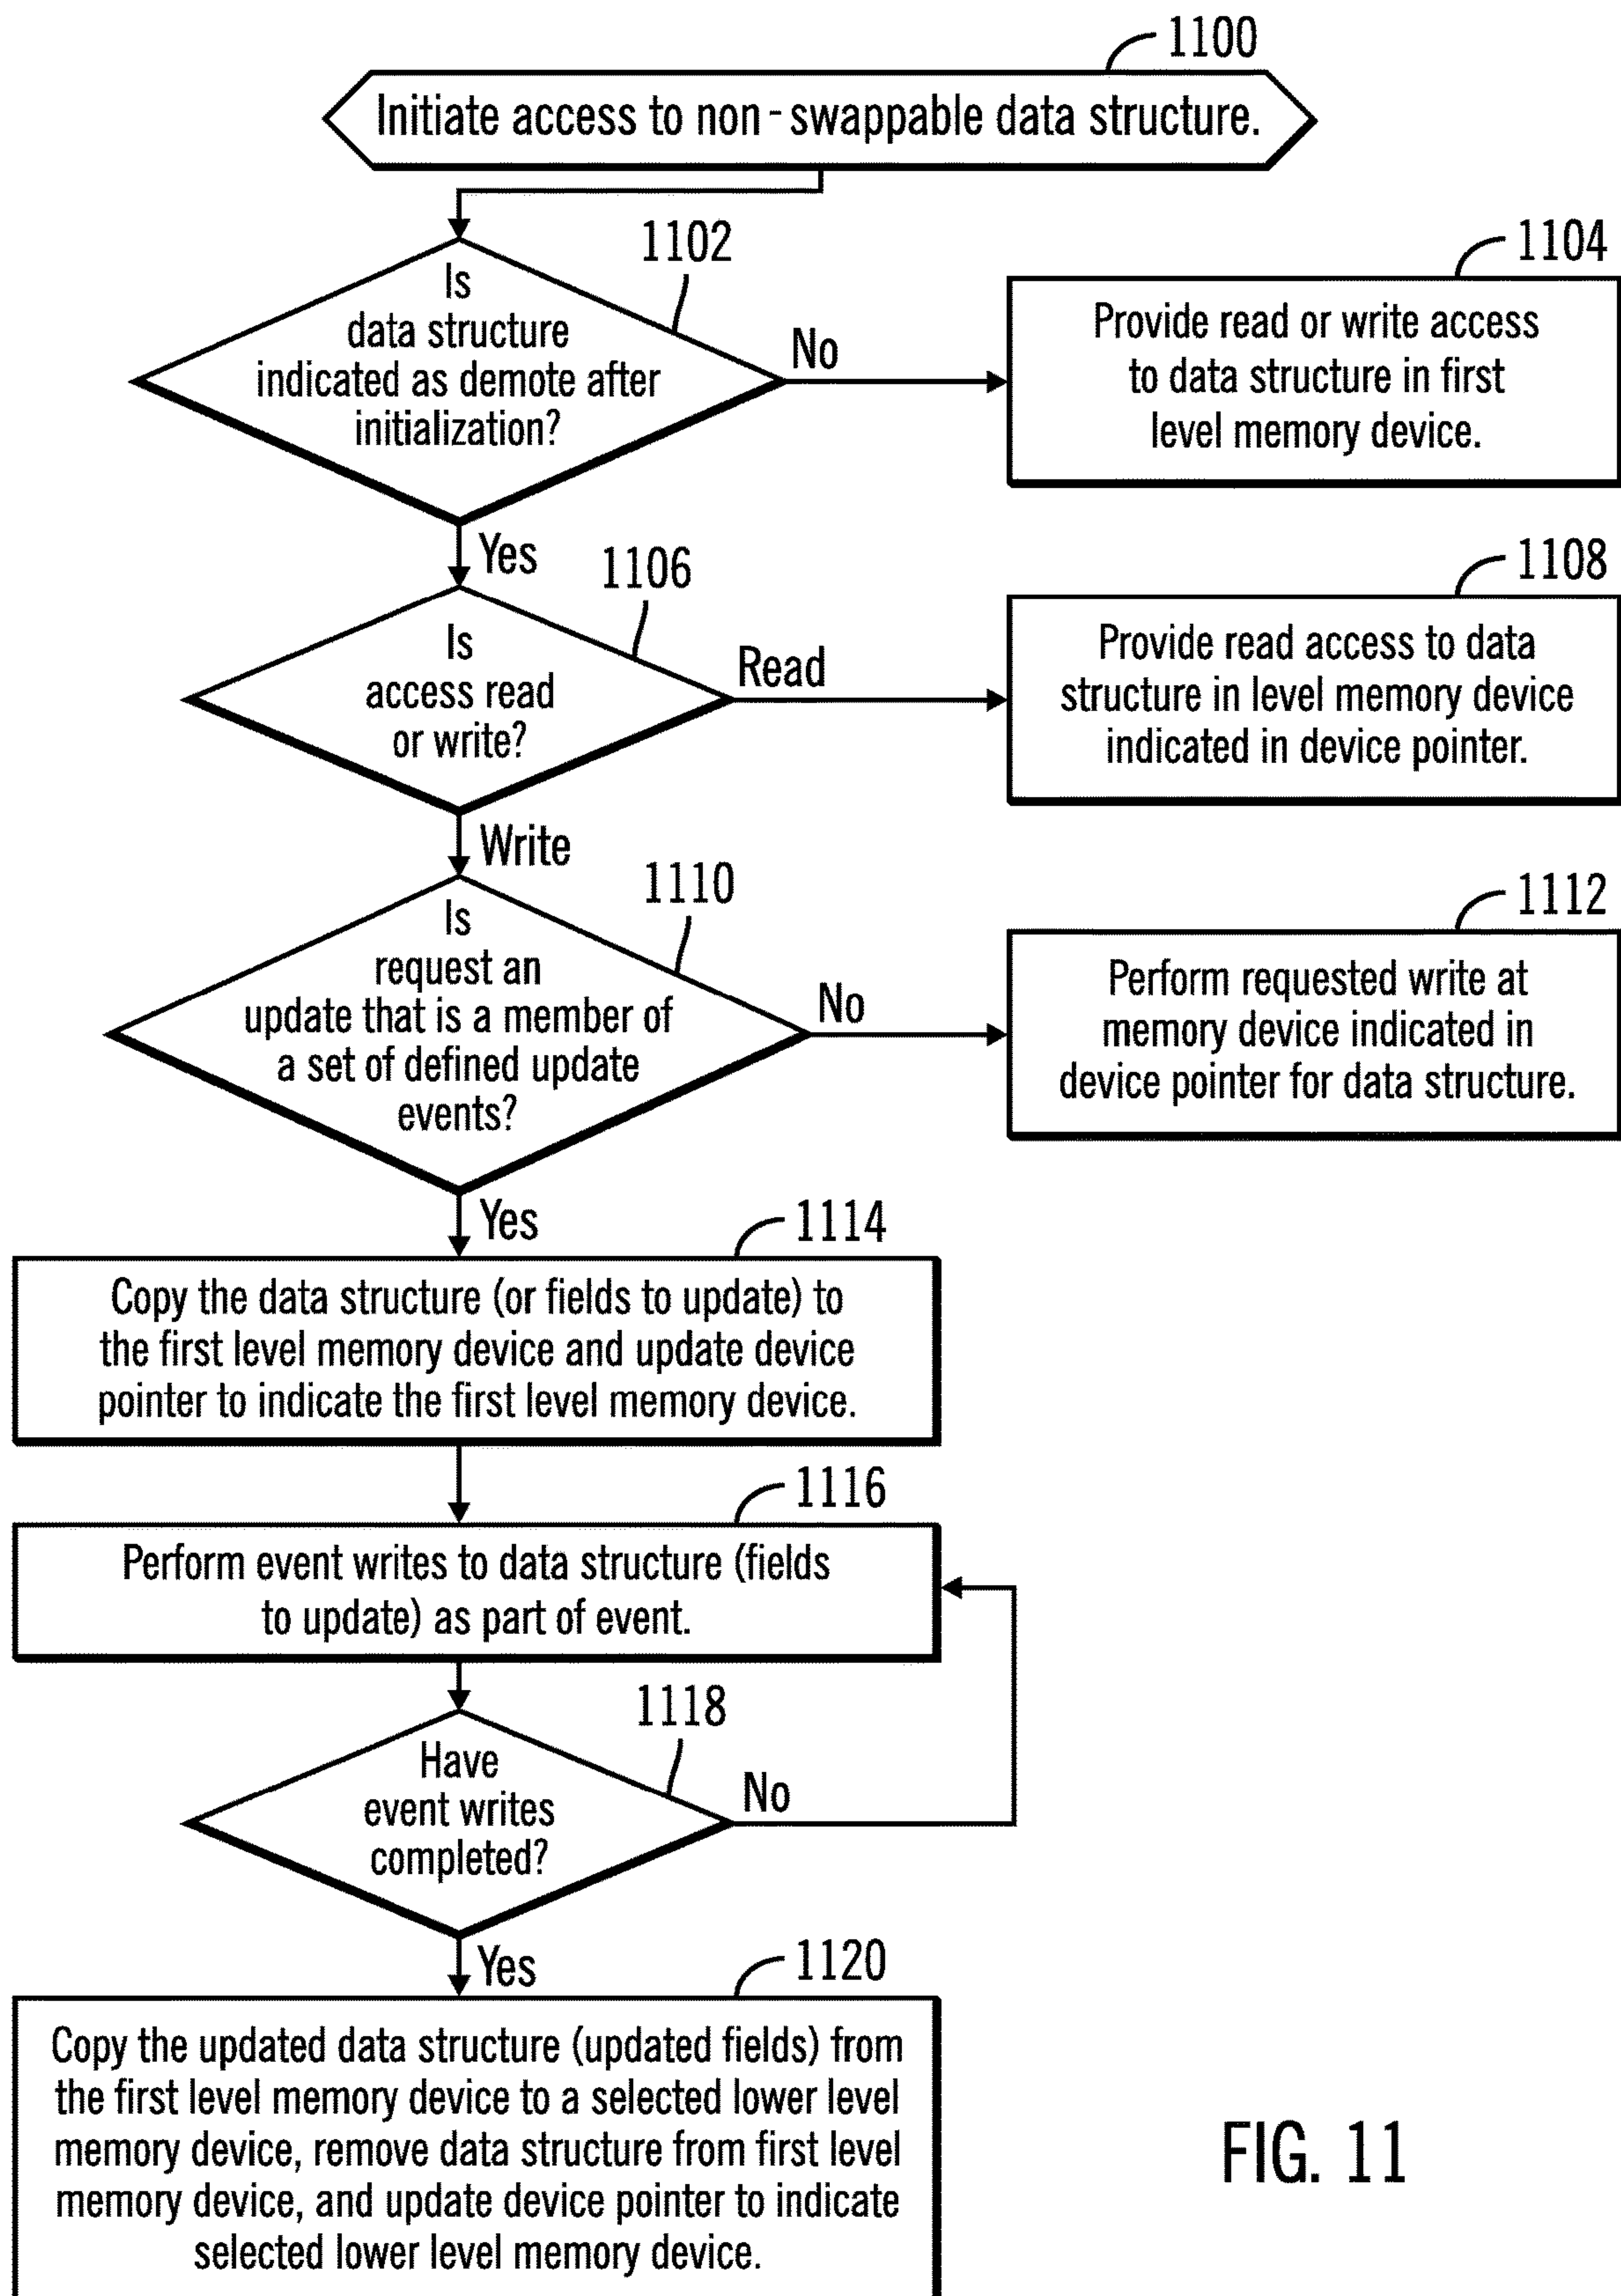 1100
Initiate access to non-swappable data structure.
1102
Is
data structure
indicated as demote after
initialization?
No
1104
Provide read or write access
to data structure in first
level memory device.
Yes
1106
Is
access read
or write?
Read
1108
Provide read access to data
structure in level memory device
indicated in device pointer.
Write
1110
Is
request an
update that is a member of
a set of defined update
events?
No
1112
Perform requested write at
memory device indicated in
device pointer for data structure.
Yes
1114
Copy the data structure (or fields to update) to
the first level memory device and update device
pointer to indicate the first level memory device.
1116
Perform event writes to data structure (fields
to update) as part of event.
1118
Have
event writes
completed?
No
Yes
1120
Copy the updated data structure (updated fields) from
the first level memory device to a selected lower level
memory device, remove data structure from first level
memory device, and update device pointer to indicate
selected lower level memory device.
FIG. 11